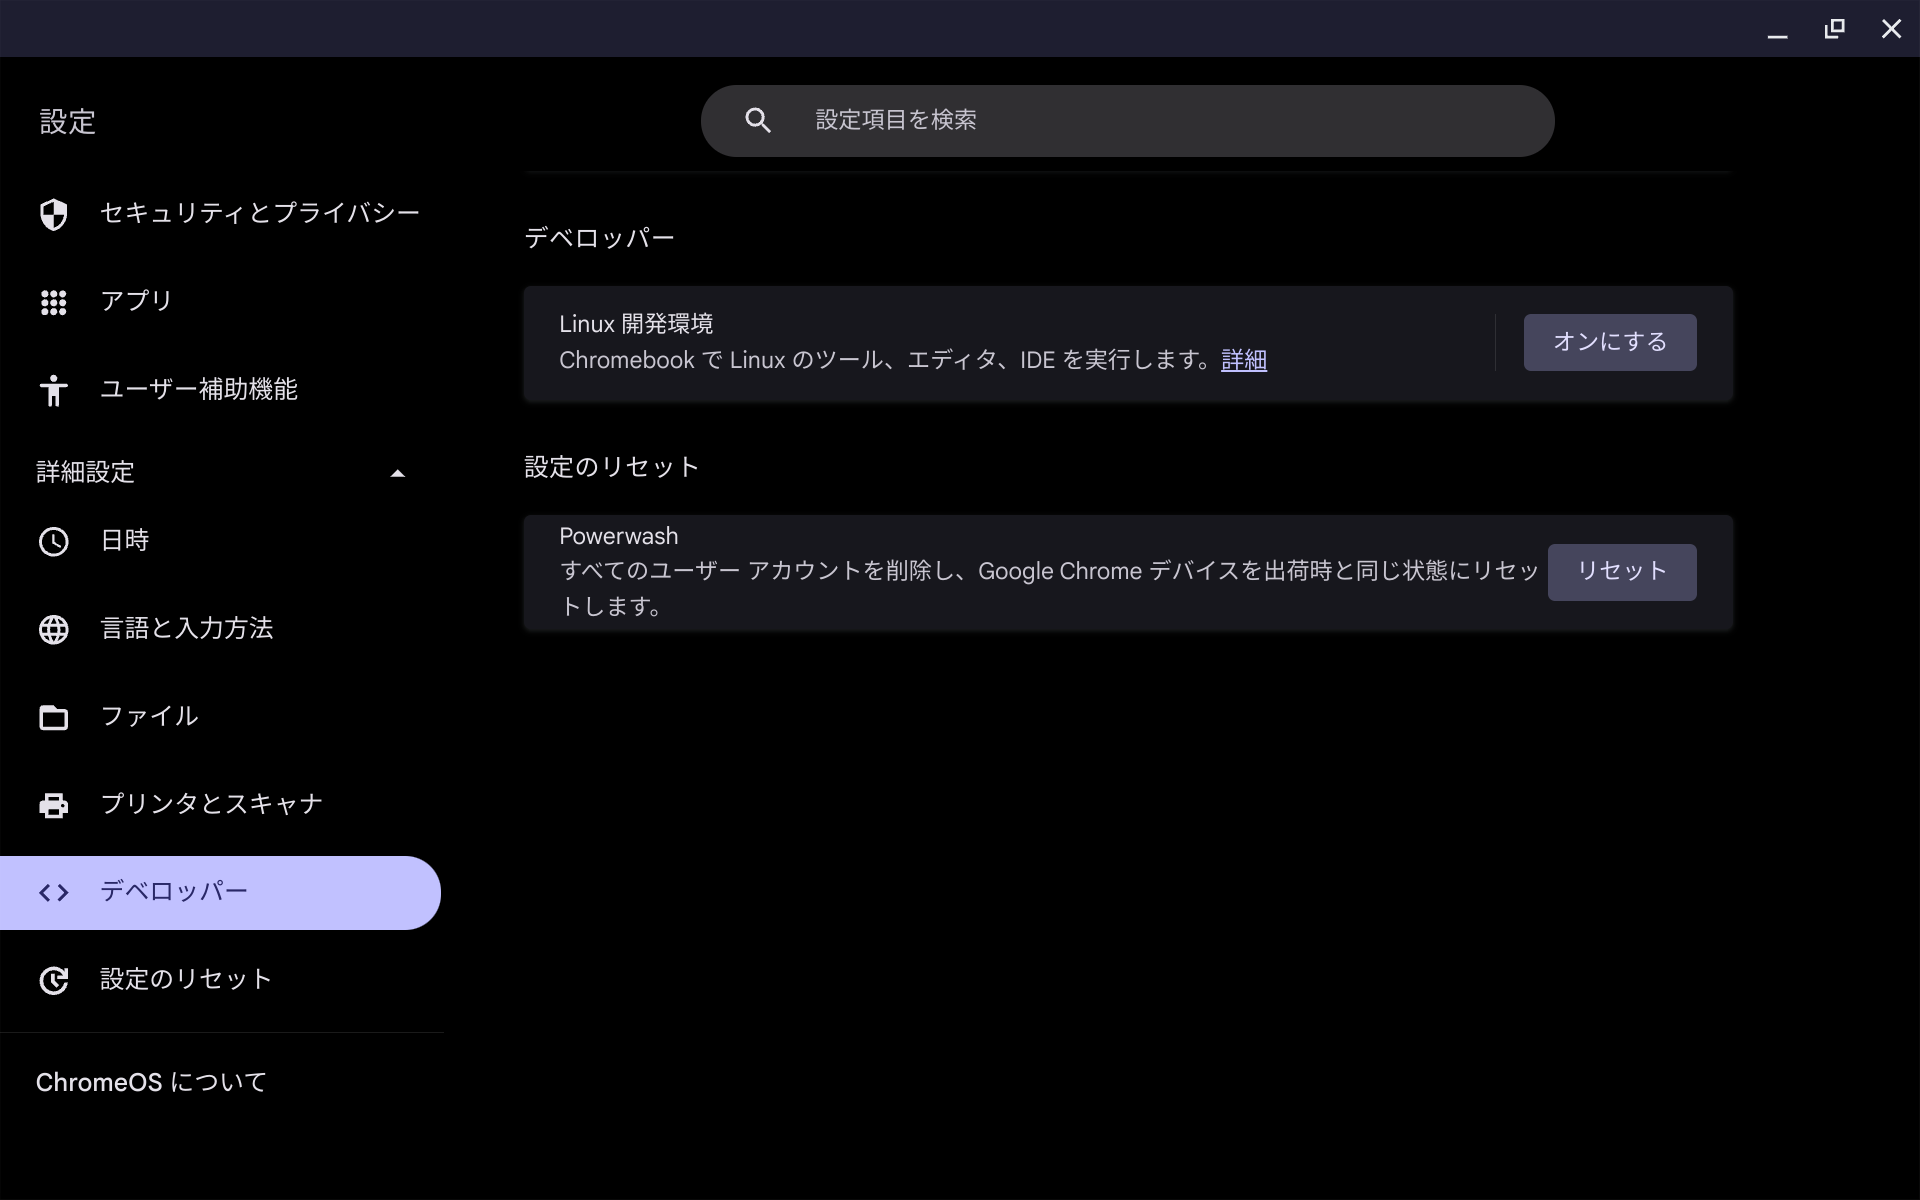 設定
設定項目を検索
セキュリティとプライバシー
アプリ
ユーザー補助機能
詳細設定
日時
言語と入力方法
ファイル
プリンタとスキャナ
デベロッパー
設定のリセット
ChromeOS について
デベロッパー
Linux 開発環境
Chromebook で Linux のツール、エディタ、IDE を実行します。詳細
オンにする
設定のリセット
Powerwash
すべてのユーザー アカウントを削除し、Google Chrome デバイスを出荷時と同じ状態にリセッ
トします。
リセット